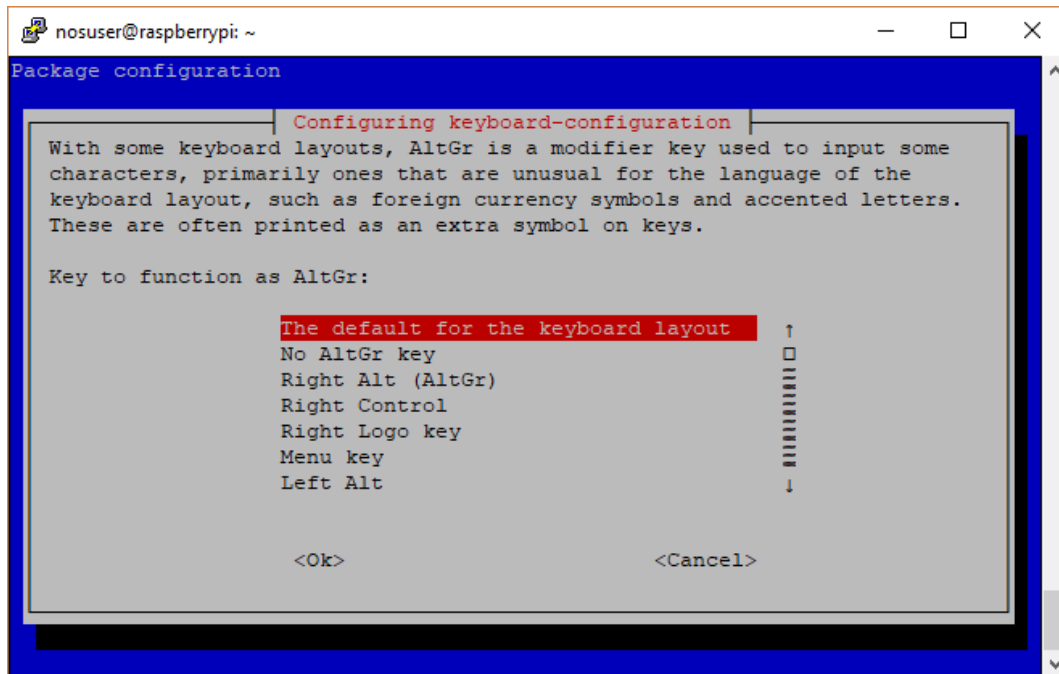 nosuser@raspberrypi: ~
Package configuration
Configuring keyboard-configuration
With some keyboard layouts, AltGr is a modifier key used to input some
characters, primarily ones that are unusual for the language of the
keyboard layout, such as foreign currency symbols and accented letters.
These are often printed as an extra symbol on keys.
Key to function as AltGr:
The default for the keyboard layout
No AltGr key
Right Alt (AltGr)
Right Control
Right Logo key
Menu key
Left Alt
<Ok> <Cancel>